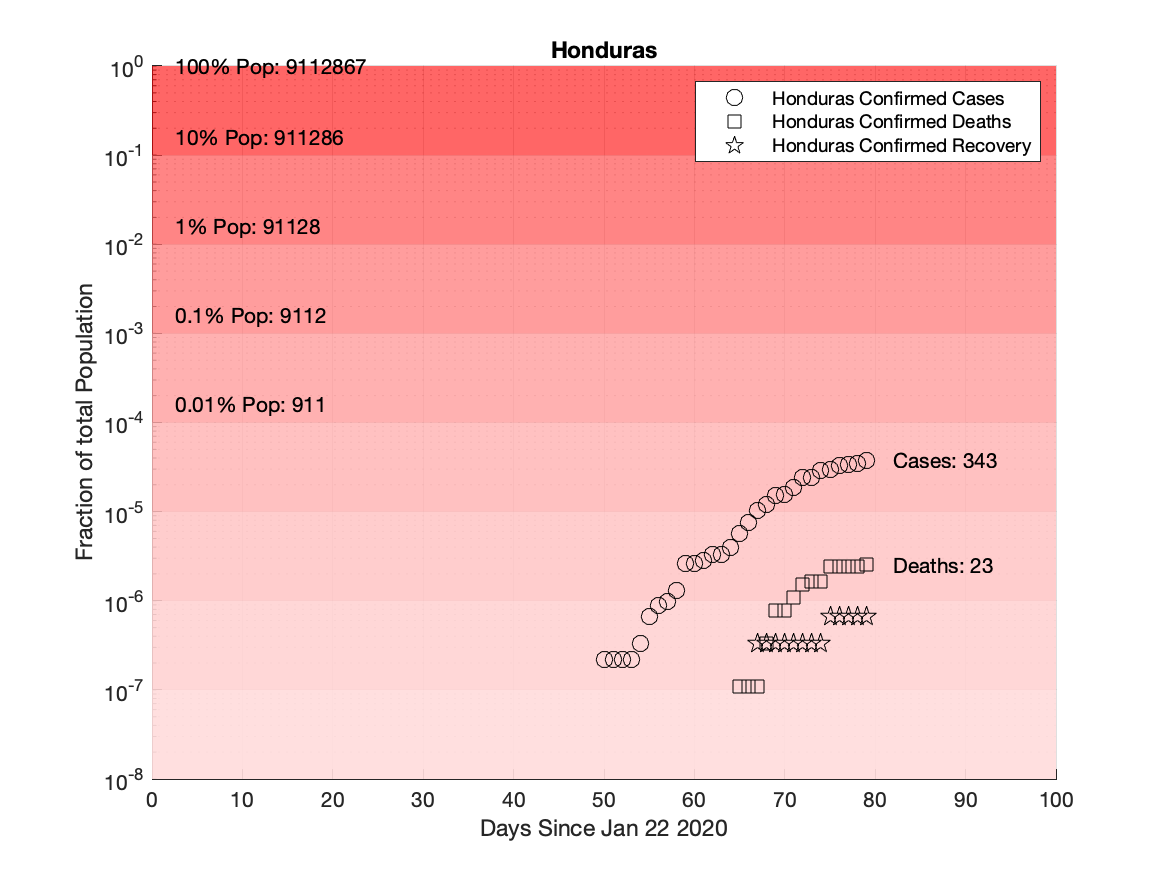 Honduras
10^0
100% Pop: 9112867
Honduras Confirmed Cases
Honduras Confirmed Deaths
Honduras Confirmed Recovery
10% Pop: 911286
10^-1
1% Pop: 91128
10^-2
0.1% Pop: 9112
10^-3
0.01% Pop: 911
10^-4
Cases: 343
10^-5
Deaths: 23
10^-6
10^-7
10^-8
Fraction of total Population
0 10 20 30 40 50 60 70 80 90 100
Days Since Jan 22 2020